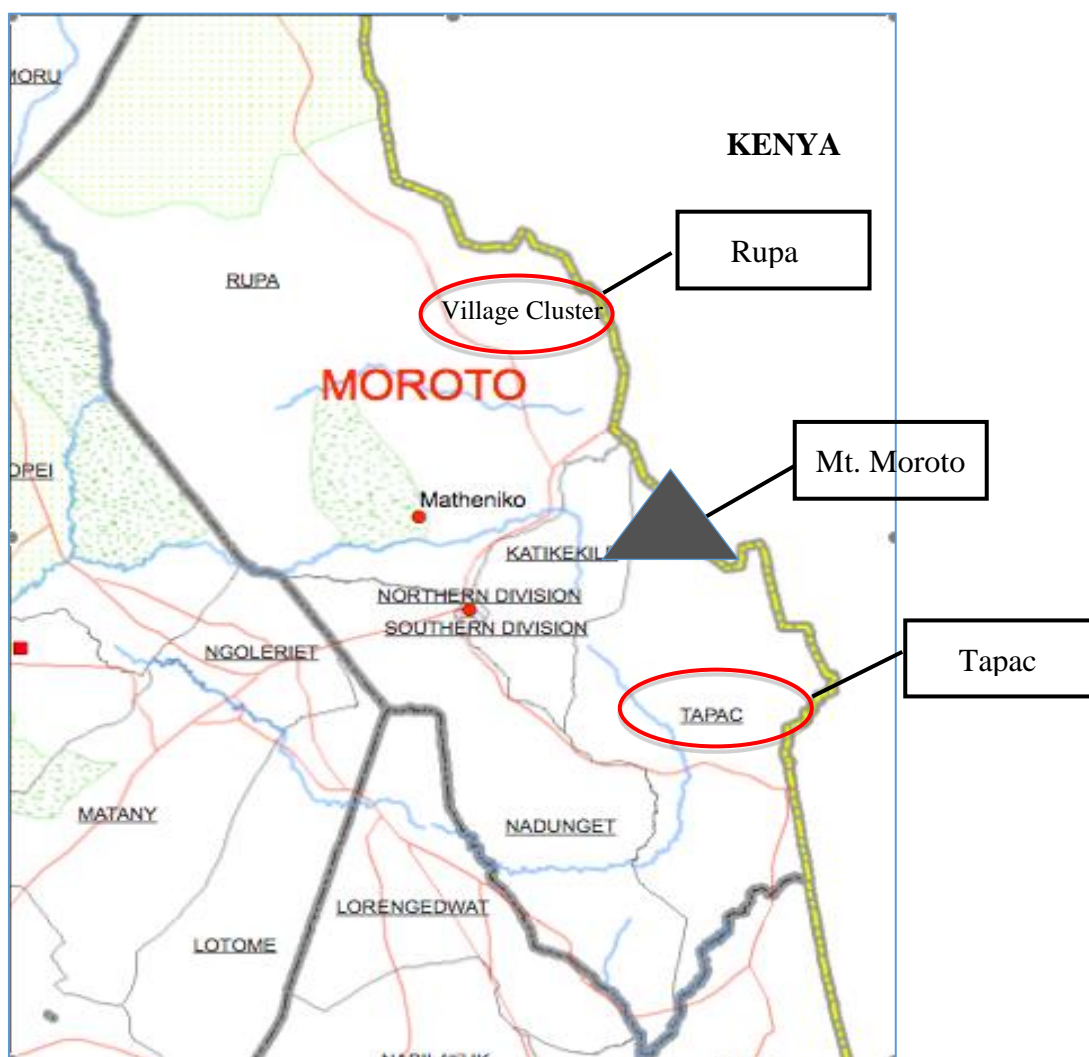 MORU
KENYA
Rupa
RUPA
Village Cluster
MOROTO
Mt. Moroto
OPEI
Matheniko
KATIKEKILE
NORTHERN DIVISION
SOUTHERN DIVISION
NGOLERIET
Tapac
TAPAC
MATANY
NADUNGET
LORENGEDWAT
LOTOME